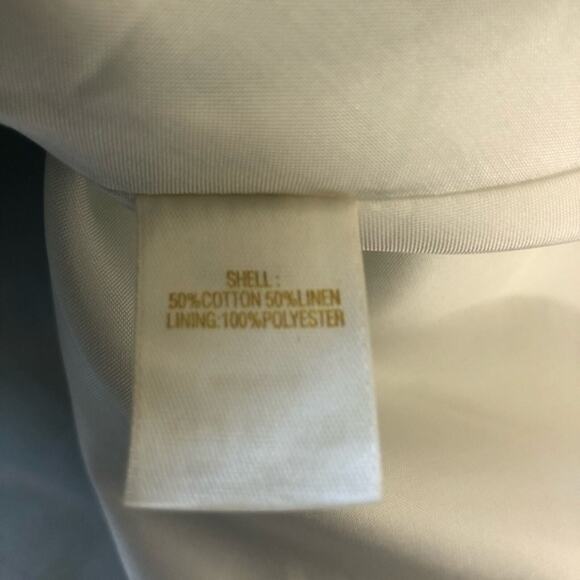 SHELL :
50%COTTON 50%LINEN
LINING:100%POLYESTER